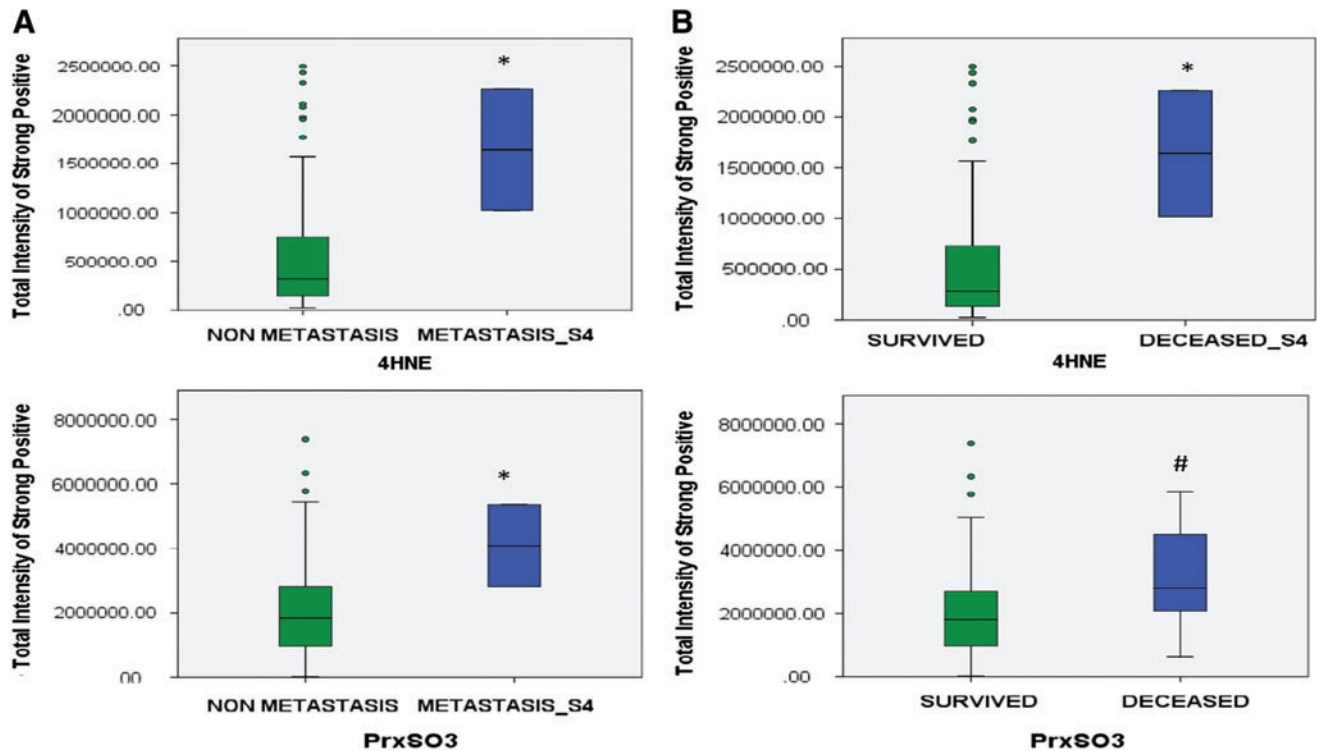 A
Total Intensity of Strong Positive
2500000.00
2000000.00
1500000.00
1000000.00
500000.00
.00
*
NON METASTASIS METASTASIS_S4
4HNE
B
Total Intensity of Strong Positive
2500000.00
2000000.00
1500000.00
1000000.00
500000.00
.00
*
SURVIVED DECEASED_S4
4HNE
Total Intensity of Strong Positive
8000000.00
6000000.00
4000000.00
2000000.00
.00
*
NON METASTASIS METASTASIS_S4
PrxSO3
Total Intensity of Strong Positive
8000000.00
6000000.00
4000000.00
2000000.00
.00
#
SURVIVED DECEASED
PrxSO3